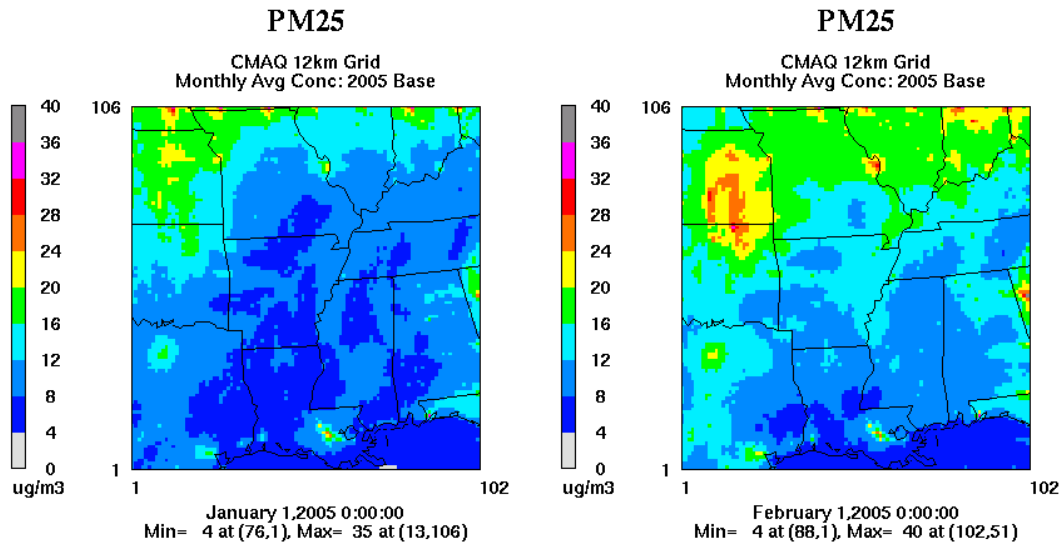 PM25
CMAQ 12km Grid
Monthly Avg Conc: 2005 Base
40
36
32
28
24
20
16
12
8
4
0
ug/m3
106
1
1
102
January 1,2005 0:00:00
Min= 4 at (76,1), Max= 35 at (13,106)
PM25
CMAQ 12km Grid
Monthly Avg Conc: 2005 Base
40
36
32
28
24
20
16
12
8
4
0
ug/m3
106
1
1
102
February 1,2005 0:00:00
Min= 4 at (88,1), Max= 40 at (102,51)